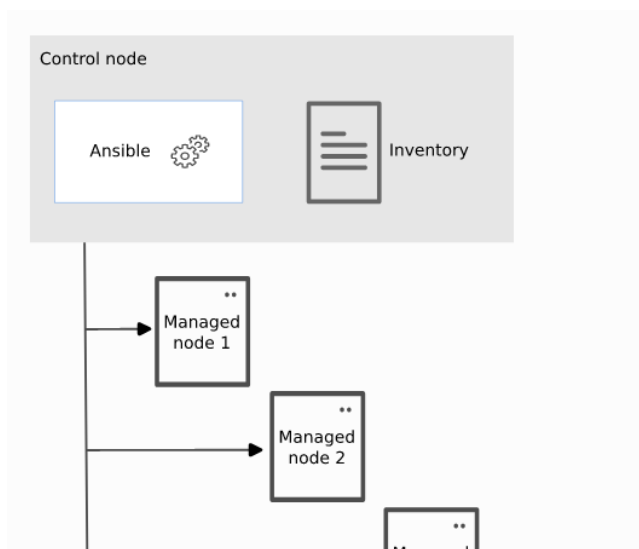 Control node
Ansible
Inventory
Managed
node 1
Managed
node 2